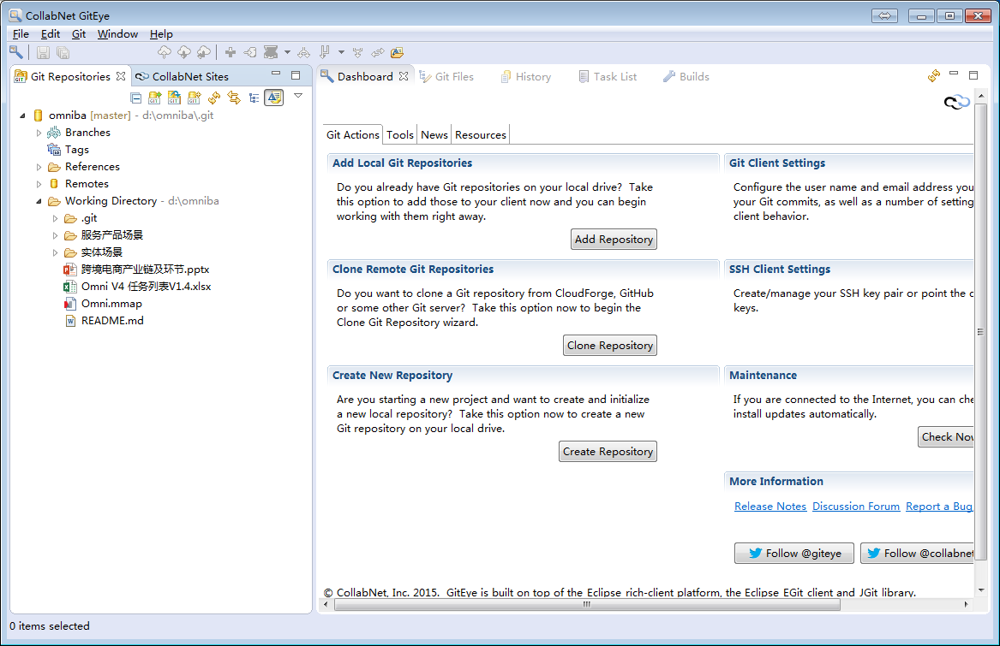 CollabNet GitEye
File Edit Git Window Help
Git Repositories
CollabNet Sites
omniba [master] - d:\omniba\.git
Branches
Tags
References
Remotes
Working Directory - d:\omniba
.git
服务产品场景
实体场景
跨境电商产业链及环节.pptx
Omni V4 任务列表V1.4.xlsx
Omni.mmap
README.md
Dashboard
Git Files
History
Task List
Builds
Git Actions Tools News Resources
Add Local Git Repositories
Do you already have Git repositories on your local drive? Take
this option to add those to your client now and you can begin
working with them right away.
Add Repository
Clone Remote Git Repositories
Do you want to clone a Git repository from CloudForge, GitHub
or some other Git server? Take this option now to begin the
Clone Git Repository wizard.
Clone Repository
Create New Repository
Are you starting a new project and want to create and initialize
a new local repository? Take this option now to create a new
Git repository on your local drive.
Create Repository
Git Client Settings
Configure the user name and email address you
your Git commits, as well as a number of setting
client behavior.
SSH Client Settings
Create/manage your SSH key pair or point the c
keys.
Maintenance
If you are connected to the Internet, you can che
install updates automatically.
Check Nov
More Information
Release Notes Discussion Forum Report a Bug
Follow @giteye
Follow @collabnet
© CollabNet, Inc. 2015. GitEye is built on top of the Eclipse rich-client platform, the Eclipse EGit client and JGit library.
0 items selected